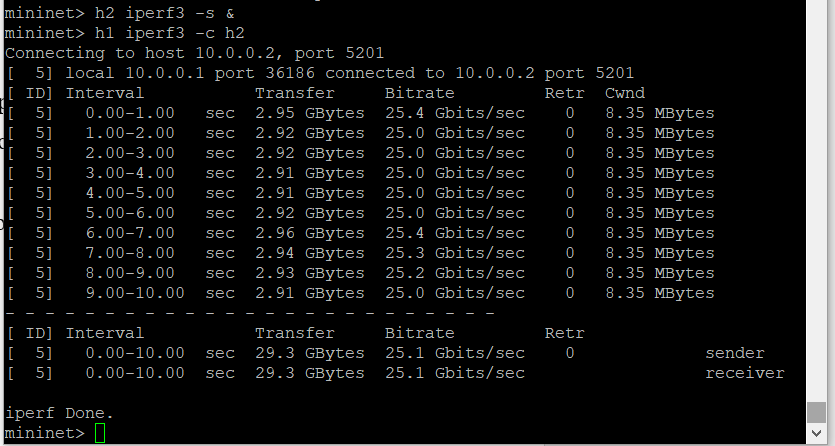 mininet> h2 iperf3 -s &
mininet> h1 iperf3 -c h2
Connecting to host 10.0.0.2, port 5201
[  5] local 10.0.0.1 port 36186 connected to 10.0.0.2 port 5201
[ ID] Interval           Transfer     Bitrate         Retr  Cwnd
[  5]   0.00-1.00   sec  2.95 GBytes  25.4 Gbits/sec    0   8.35 MBytes
[  5]   1.00-2.00   sec  2.92 GBytes  25.0 Gbits/sec    0   8.35 MBytes
[  5]   2.00-3.00   sec  2.92 GBytes  25.0 Gbits/sec    0   8.35 MBytes
[  5]   3.00-4.00   sec  2.91 GBytes  25.0 Gbits/sec    0   8.35 MBytes
[  5]   4.00-5.00   sec  2.91 GBytes  25.0 Gbits/sec    0   8.35 MBytes
[  5]   5.00-6.00   sec  2.92 GBytes  25.0 Gbits/sec    0   8.35 MBytes
[  5]   6.00-7.00   sec  2.96 GBytes  25.4 Gbits/sec    0   8.35 MBytes
[  5]   7.00-8.00   sec  2.94 GBytes  25.3 Gbits/sec    0   8.35 MBytes
[  5]   8.00-9.00   sec  2.93 GBytes  25.2 Gbits/sec    0   8.35 MBytes
[  5]   9.00-10.00  sec  2.91 GBytes  25.0 Gbits/sec    0   8.35 MBytes
- - - - - - - - - - - - - - - - - - - - - - - - -
[ ID] Interval           Transfer     Bitrate         Retr
[  5]   0.00-10.00  sec  29.3 GBytes  25.1 Gbits/sec    0             sender
[  5]   0.00-10.00  sec  29.3 GBytes  25.1 Gbits/sec                  receiver

iperf Done.
mininet>